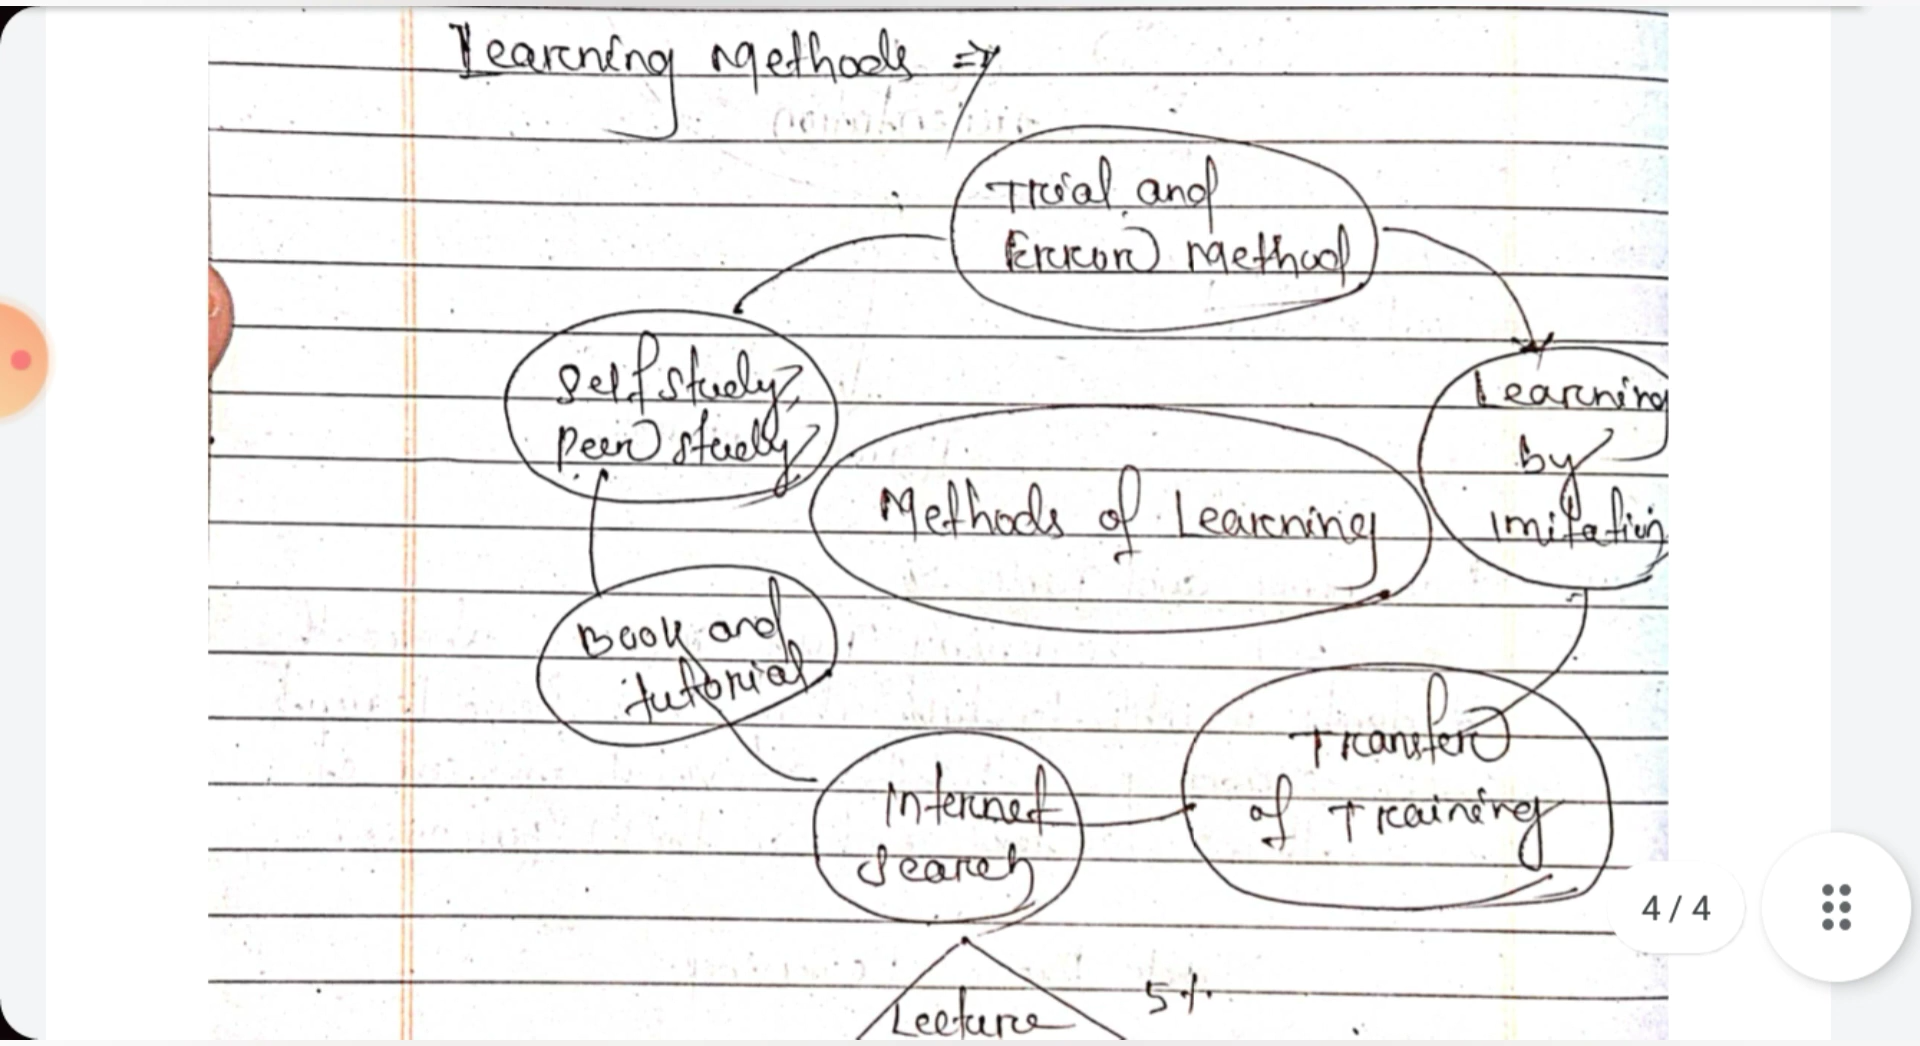 Learning Methods ⇒
Trial and
Error Method
Self study,
Peer study
Learning
by
Imitation
Methods of Learning
Book and
tutorial
Transfer
of Training
Internet
Search
4 / 4
5%
Lecture